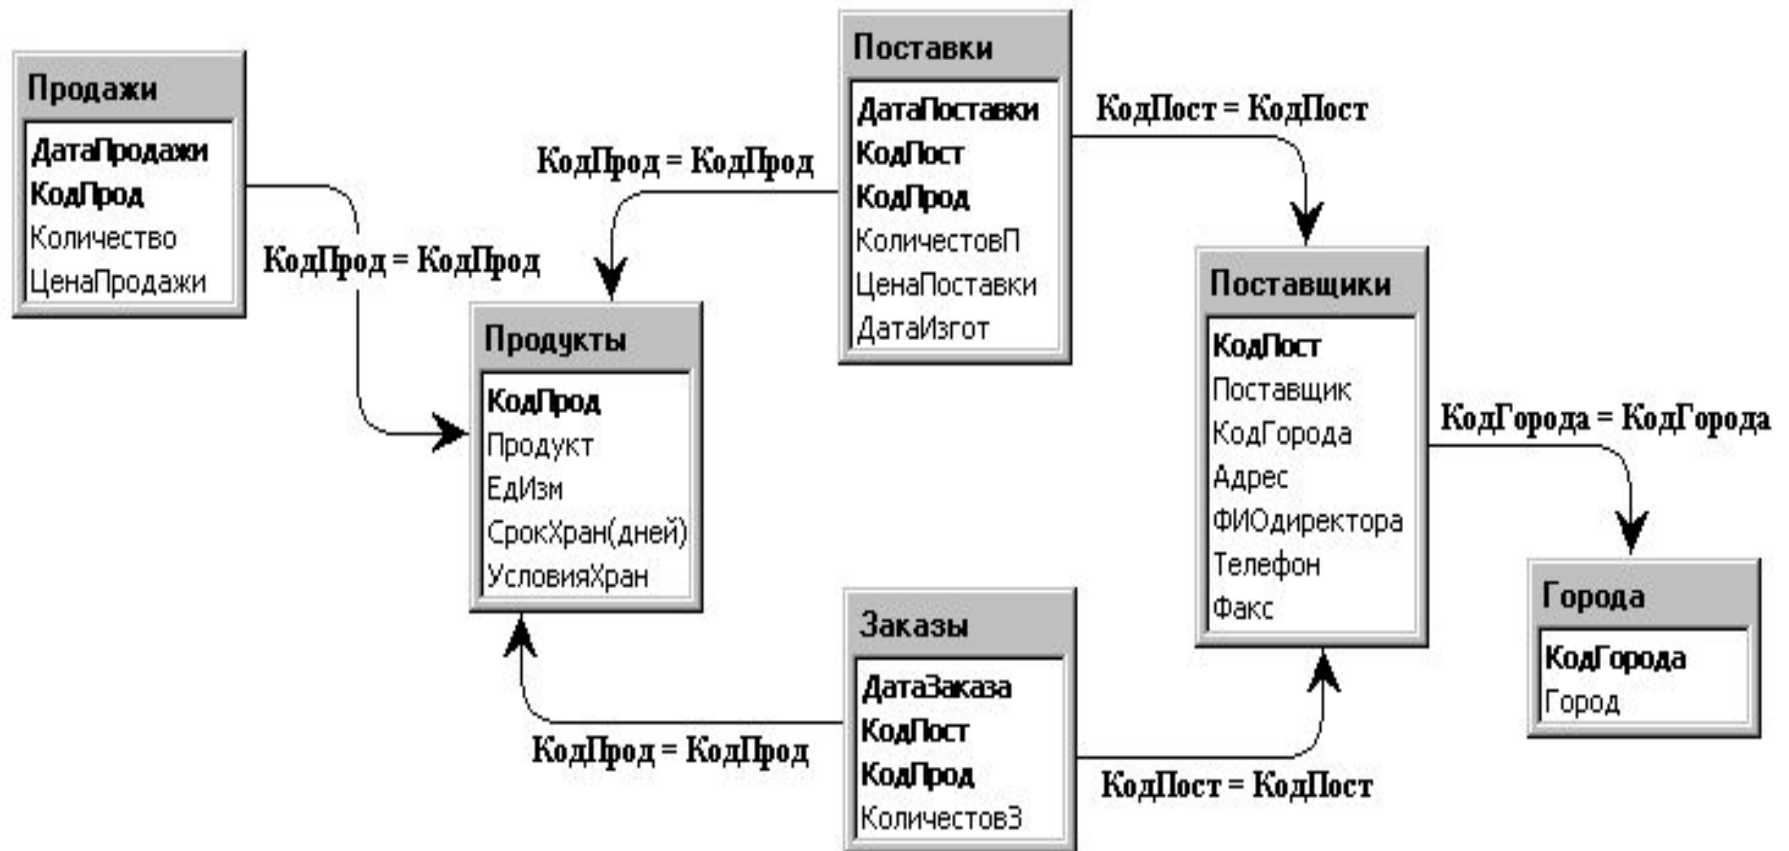 Продажи
ДатаПродажи
КодПрод
Количество
ЦенаПродажи
КодПрод = КодПрод
Поставки
ДатаПоставки
КодПост
КодПрод
КоличестовП
ЦенаПоставки
ДатаИзгот
КодПрод = КодПрод
КодПост = КодПост
Продукты
КодПрод
Продукт
ЕдИзм
СрокХран(дней)
УсловияХран
Поставщики
КодПост
Поставщик
КодГорода
Адрес
ФИОдиректора
Телефон
Факс
КодГорода = КодГорода
Заказы
ДатаЗаказа
КодПост
КодПрод
КоличестовЗ
КодПрод = КодПрод
КодПост = КодПост
Города
КодГорода
Город